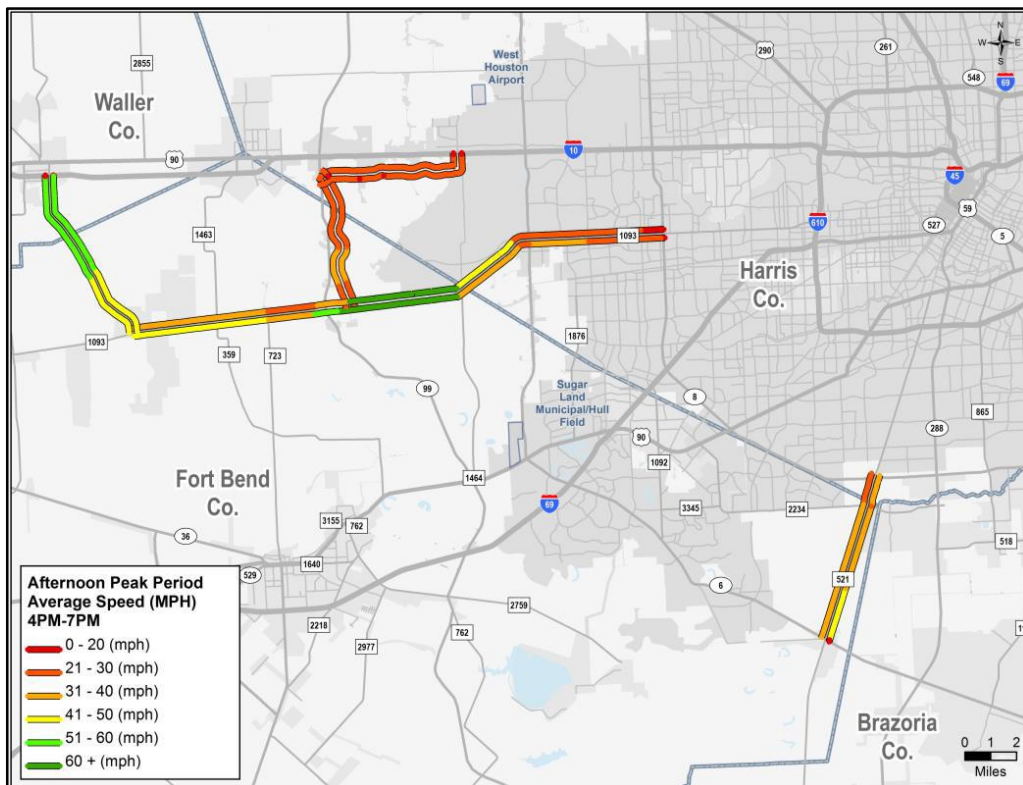 N
W E
S
290
261
548
69
2855
West
Houston
Airport
Waller
Co.
90
10
45
59
610
527
5
1463
1093
Harris
Co.
1093
359
723
1876
99
Sugar
Land
Municipal/Hull
Field
8
865
288
90
1092
1464
Fort Bend
Co.
69
3345
2234
3155
762
36
518
1640
529
6
521
2759
2218
762
2977
Afternoon Peak Period
Average Speed (MPH)
4PM-7PM
0 - 20 (mph)
21 - 30 (mph)
31 - 40 (mph)
41 - 50 (mph)
51 - 60 (mph)
60 + (mph)
Brazoria
Co.
0 1 2
Miles